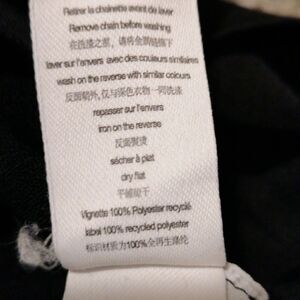 Retirer la chainette avant de laver
Remove chain before washing
在洗涤之前，请将金属链摘下
laver sur l'envers avec des couleurs similaires
wash on the reverse with similar colours
反面朝外,仅与深色衣物一同洗涤
repasser sur l'envers
iron on the reverse
反面熨烫
sécher à plat
dry flat
平铺晾干
Vignette 100% Polyester recyclé
label 100% recycled polyester
标识材质为100%全再生涤纶